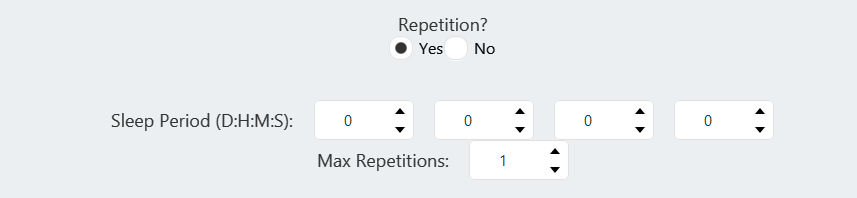 Repetition?
Yes No
Sleep Period (D:H:M:S): 0 0 0 0
Max Repetitions: 1